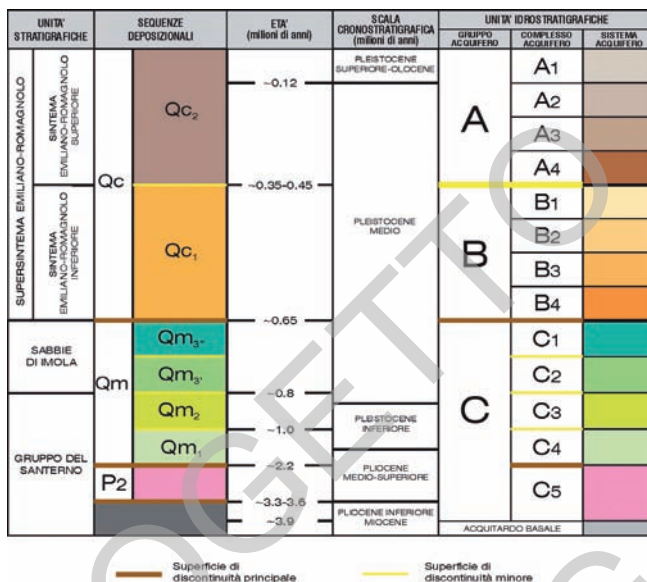 UNITA' STRATIGRAFICHE
SEQUENZE DEPOSIZIONALI
ETA' (milioni di anni)
SCALA CRONOSTRATIGRAFICA (milioni di anni)
UNITA' IDROSTRATIGRAFICHE
GRUPPO ACQUIFERO
COMPLESSO ACQUIFERO
SISTEMA ACQUIFERO
SUPERSINTEMA EMILIANO-ROMAGNOLO
SINTEMA EMILIANO-ROMAGNOLO SUPERIORE
SINTEMA EMILIANO-ROMAGNOLO INFERIORE
SABBIE DI IMOLA
GRUPPO DEL SANTERNO
Qc
Qc2
Qc1
Qm
Qm3"
Qm3'
Qm2
Qm1
P2
~0.12
~0.35-0.45
~0.65
~0.8
~1.0
~2.2
~3.3-3.6
~3.9
PLEISTOCENE SUPERIORE-OLOCENE
PLEISTOCENE MEDIO
PLEISTOCENE INFERIORE
PLIOCENE MEDIO-SUPERIORE
PLIOCENE INFERIORE MIOCENE
A
A1
A2
A3
A4
B
B1
B2
B3
B4
C
C1
C2
C3
C4
C5
ACQUITARDO BASALE
Superficie di discontinuità principale
Superficie di discontinuità minore
OGETTO